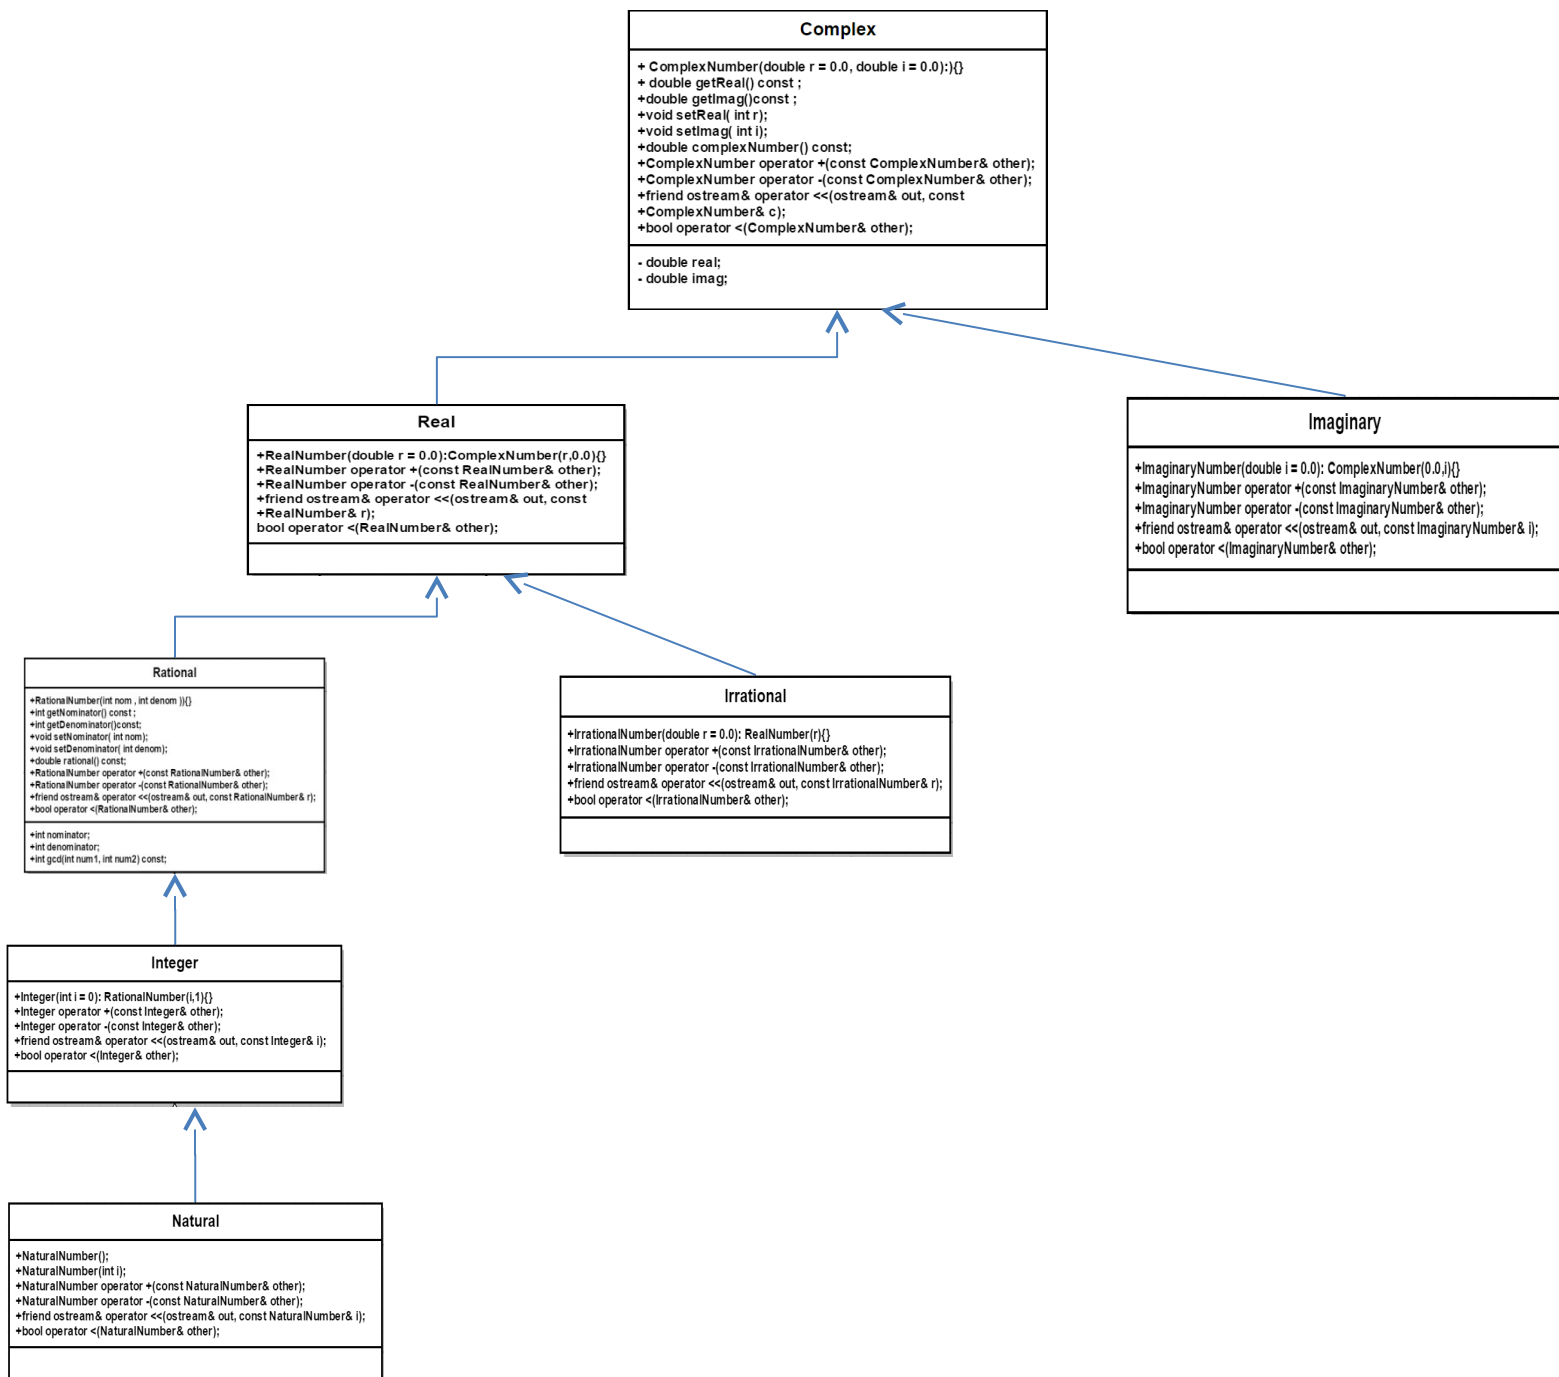 Complex
+ ComplexNumber(double r = 0.0, double i = 0.0):){}
+ double getReal() const ;
+double getImag()const ;
+void setReal( int r);
+void setImag( int i);
+double complexNumber() const;
+ComplexNumber operator +(const ComplexNumber& other);
+ComplexNumber operator -(const ComplexNumber& other);
+friend ostream& operator <<(ostream& out, const
+ComplexNumber& c);
+bool operator <(ComplexNumber& other);
- double real;
- double imag;
Real
+RealNumber(double r = 0.0):ComplexNumber(r,0.0){}
+RealNumber operator +(const RealNumber& other);
+RealNumber operator -(const RealNumber& other);
+friend ostream& operator <<(ostream& out, const
+RealNumber& r);
bool operator <(RealNumber& other);
Imaginary
+ImaginaryNumber(double i = 0.0): ComplexNumber(0.0,i){}
+ImaginaryNumber operator +(const ImaginaryNumber& other);
+ImaginaryNumber operator -(const ImaginaryNumber& other);
+friend ostream& operator <<(ostream& out, const ImaginaryNumber& i);
+bool operator <(ImaginaryNumber& other);
Rational
+RationalNumber(int nom , int denom )){}
+int getNominator() const ;
+int getDenominator()const;
+void setNominator( int nom);
+void setDenominator( int denom);
+double rational() const;
+RationalNumber operator +(const RationalNumber& other);
+RationalNumber operator -(const RationalNumber& other);
+friend ostream& operator <<(ostream& out, const RationalNumber& r);
+bool operator <(RationalNumber& other);
+int nominator;
+int denominator;
+int gcd(int num1, int num2) const;
Irrational
+IrrationalNumber(double r = 0.0): RealNumber(r){}
+IrrationalNumber operator +(const IrrationalNumber& other);
+IrrationalNumber operator -(const IrrationalNumber& other);
+friend ostream& operator <<(ostream& out, const IrrationalNumber& r);
+bool operator <(IrrationalNumber& other);
Integer
+Integer(int i = 0): RationalNumber(i,1){}
+Integer operator +(const Integer& other);
+Integer operator -(const Integer& other);
+friend ostream& operator <<(ostream& out, const Integer& i);
+bool operator <(Integer& other);
Natural
+NaturalNumber();
+NaturalNumber(int i);
+NaturalNumber operator +(const NaturalNumber& other);
+NaturalNumber operator -(const NaturalNumber& other);
+friend ostream& operator <<(ostream& out, const NaturalNumber& i);
+bool operator <(NaturalNumber& other);